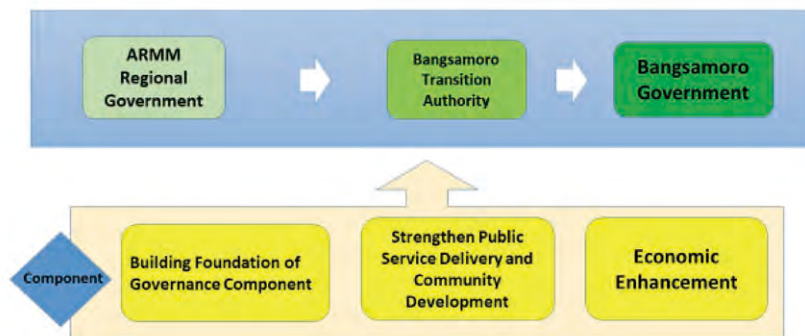 ARMM
Regional
Government
Bangsamoro
Transition
Authority
Bangsamoro
Government
Component
Building Foundation of
Governance Component
Strengthen Public
Service Delivery and
Community
Development
Economic
Enhancement